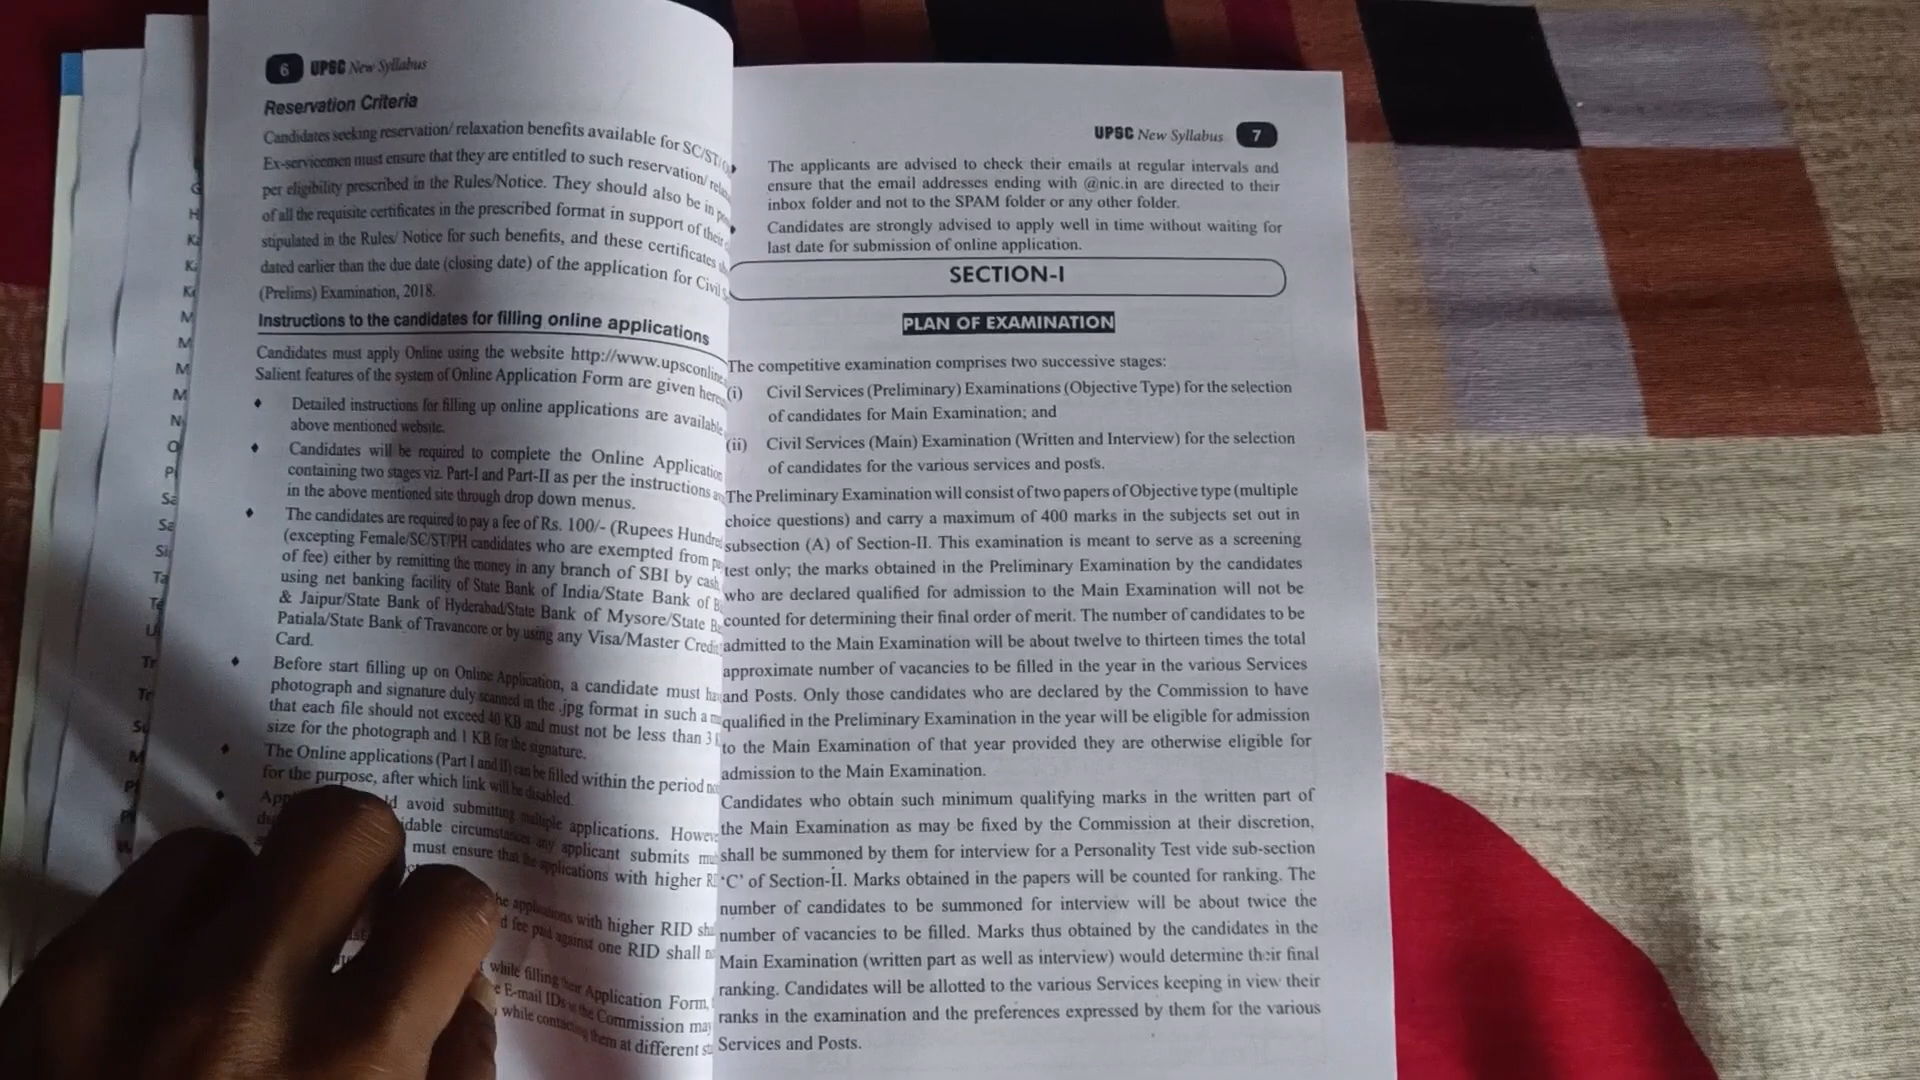 6 UPSC New Syllabus
Reservation Criteria
Candidates seeking reservation/ relaxation benefits available for SC/ST/
Ex-servicemen must ensure that they are entitled to such reservation/
per eligibility prescribed in the Rules/Notice. They should also be in
of all the requisite certificates in the prescribed format in support of their
stipulated in the Rules/ Notice for such benefits, and these certificates
dated earlier than the due date (closing date) of the application for Civil
(Prelims) Examination, 2018.
Instructions to the candidates for filling online applications
Candidates must apply Online using the website http://www.upsconline
Salient features of the system of Online Application Form are given
♦ Detailed instructions for filling up online applications are available
above mentioned website.
♦ Candidates will be required to complete the Online Application
containing two stages viz. Part-I and Part-II as per the instructions
in the above mentioned site through drop down menus.
♦ The candidates are required to pay a fee of Rs. 100/- (Rupees
(excepting Female/SC/ST/PH candidates who are exempted from
of fee) either by remitting the money in any branch of SBI by cash
using net banking facility of State Bank of India/State Bank of
& Jaipur/State Bank of Hyderabad/State Bank of Mysore/State
Patiala/State Bank of Travancore or by using any Visa/Master
Card.
♦ Before start filling up on Online Application, a candidate must
photograph and signature duly scanned in the .jpg format in such a
that each file should not exceed 40 KB and must not be less than 3
size for the photograph and 1 KB for the signature.
♦ The Online applications (Part I and II) can be filled within the period
for the purpose, after which link will be disabled.
♦ avoid submitting multiple applications.
circumstances any applicant submits
must ensure that the applications with higher
applications with higher RID
fee paid against one RID shall
while filling their Application Form,
E-mail IDs the Commission may
while contacting them at different
UPSC New Syllabus 7
The applicants are advised to check their emails at regular intervals and
ensure that the email addresses ending with @nic.in are directed to their
inbox folder and not to the SPAM folder or any other folder.
Candidates are strongly advised to apply well in time without waiting for
last date for submission of online application.
SECTION-I
PLAN OF EXAMINATION
The competitive examination comprises two successive stages:
(i) Civil Services (Preliminary) Examinations (Objective Type) for the selection
of candidates for Main Examination; and
(ii) Civil Services (Main) Examination (Written and Interview) for the selection
of candidates for the various services and posts.
The Preliminary Examination will consist of two papers of Objective type (multiple
choice questions) and carry a maximum of 400 marks in the subjects set out in
subsection (A) of Section-II. This examination is meant to serve as a screening
test only; the marks obtained in the Preliminary Examination by the candidates
who are declared qualified for admission to the Main Examination will not be
counted for determining their final order of merit. The number of candidates to be
admitted to the Main Examination will be about twelve to thirteen times the total
approximate number of vacancies to be filled in the year in the various Services
and Posts. Only those candidates who are declared by the Commission to have
qualified in the Preliminary Examination in the year will be eligible for admission
to the Main Examination of that year provided they are otherwise eligible for
admission to the Main Examination.
Candidates who obtain such minimum qualifying marks in the written part of
the Main Examination as may be fixed by the Commission at their discretion,
shall be summoned by them for interview for a Personality Test vide sub-section
‘C’ of Section-II. Marks obtained in the papers will be counted for ranking. The
number of candidates to be summoned for interview will be about twice the
number of vacancies to be filled. Marks thus obtained by the candidates in the
Main Examination (written part as well as interview) would determine their final
ranking. Candidates will be allotted to the various Services keeping in view their
ranks in the examination and the preferences expressed by them for the various
Services and Posts.